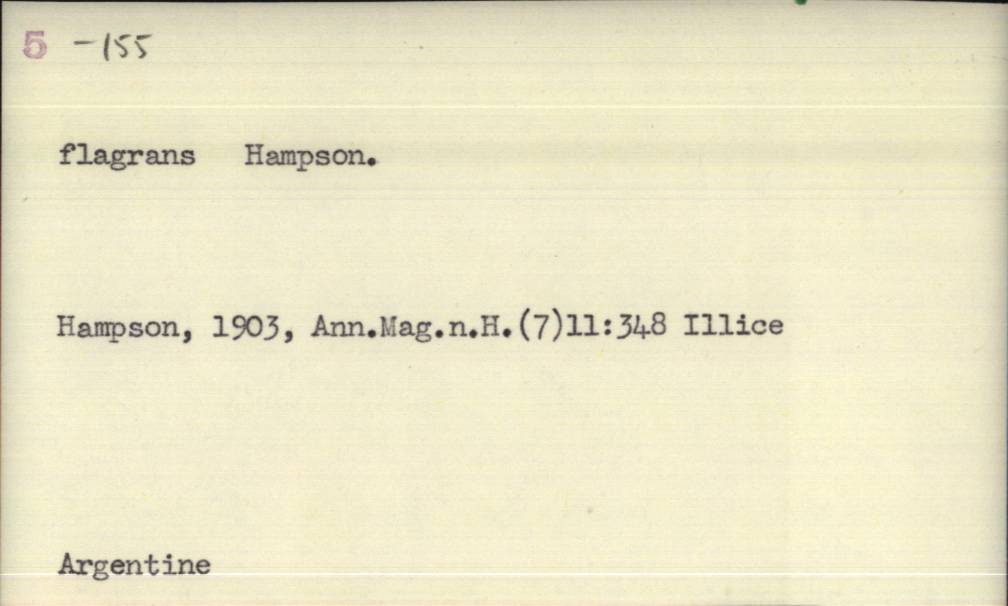 5 -155
flagrans Hampson.
Hampson, 1903, Ann.Mag.n.H.(7)11:348 Illice
Argentine